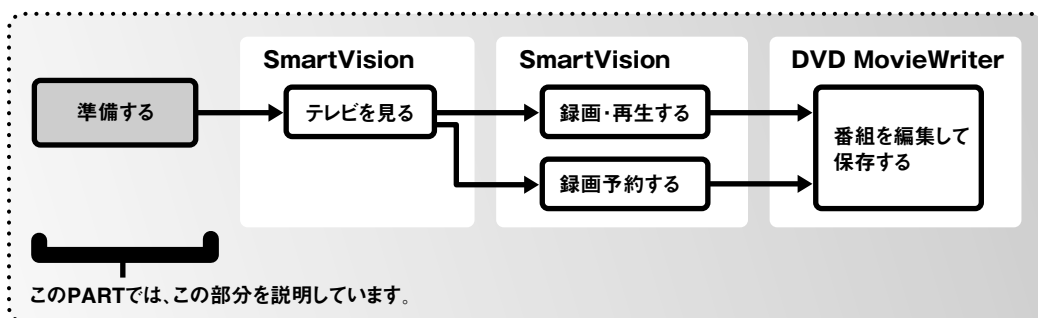 SmartVision
SmartVision
DVD MovieWriter
準備する
テレビを見る
録画・再生する
録画予約する
番組を編集して
保存する
このPARTでは、この部分を説明しています。